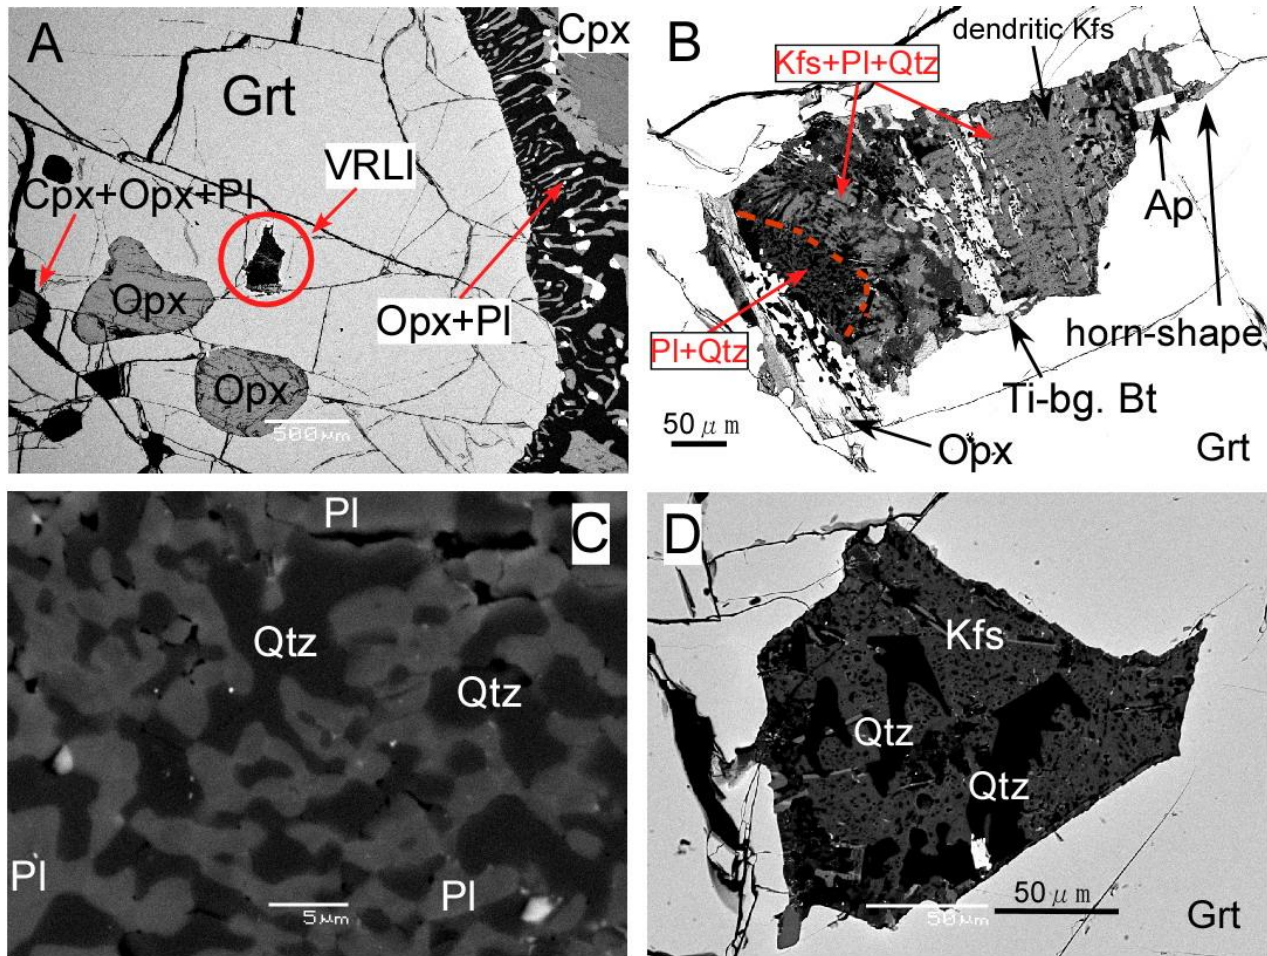 A
Cpx
Grt
VRLI
Cpx+Opx+Pl
Opx
Opx+Pl
Opx
500μm
B
dendritic Kfs
Kfs+Pl+Qtz
Ap
Pl+Qtz
horn-shape
Ti-bg. Bt
50 μm
Opx
Grt
Pl
C
Qtz
Qtz
Pl
Pl
5μm
D
Kfs
Qtz
Qtz
50μm
50 μm
Grt